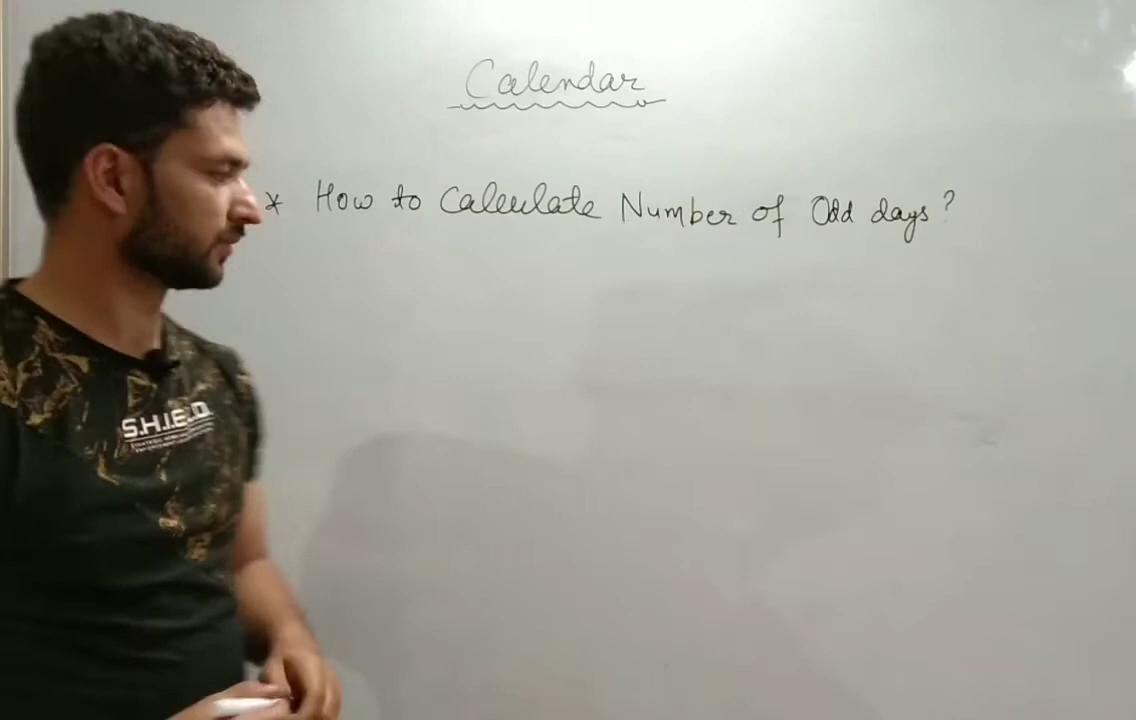 Calendar
* How to Calculate Number of Odd days ?
S.H.I.E.L.D.